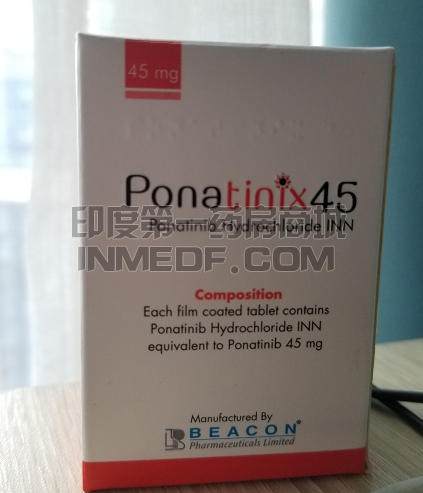 45 mg
Ponatinix45
印度第一药品商城
Ponatinib Hydrochloride INN
INMEDF.COM
Composition
Each film coated tablet contains
Ponatinib Hydrochloride INN
equivalent to Ponatinib 45 mg
Manufactured By
BEACON
Pharmaceuticals Limited